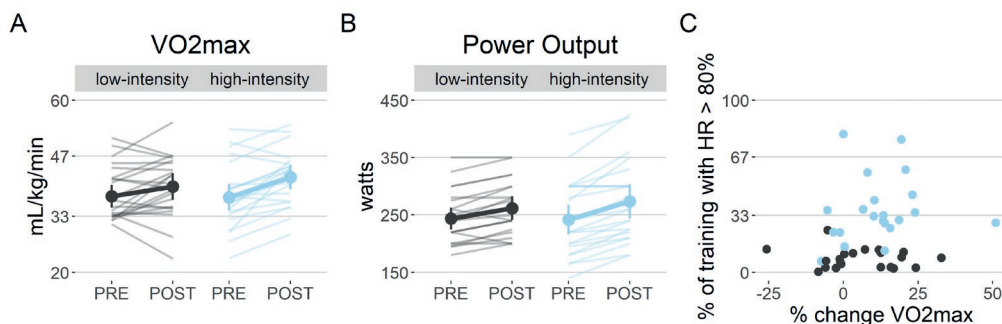 A
VO2max
low-intensity high-intensity
mL/kg/min
60
47
33
20
PRE POST PRE POST
B
Power Output
low-intensity high-intensity
watts
450
350
250
150
PRE POST PRE POST
C
% of training with HR > 80%
100
67
33
0
-25 0 25 50
% change VO2max